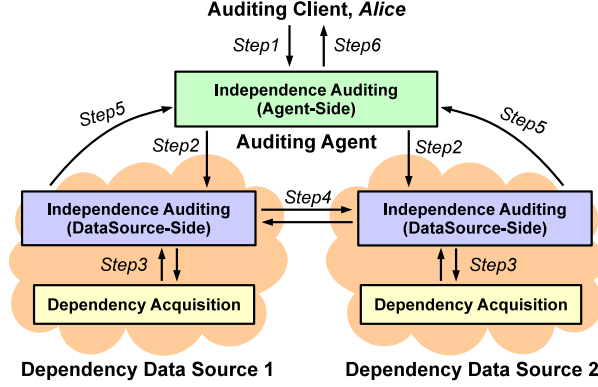 Auditing Client, Alice
Step1
Step6
Independence Auditing
(Agent-Side)
Step5
Step5
Auditing Agent
Step2
Step2
Independence Auditing
(DataSource-Side)
Step4
Independence Auditing
(DataSource-Side)
Step3
Step3
Dependency Acquisition
Dependency Acquisition
Dependency Data Source 1
Dependency Data Source 2